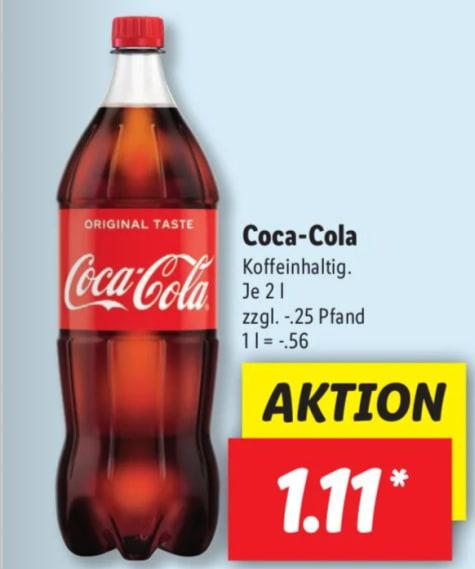 ORIGINAL TASTE
Coca-Cola
Coca-Cola
Koffeinhaltig.
Je 2 l
zzgl. -.25 Pfand
1 l = -.56
AKTION
1.11*